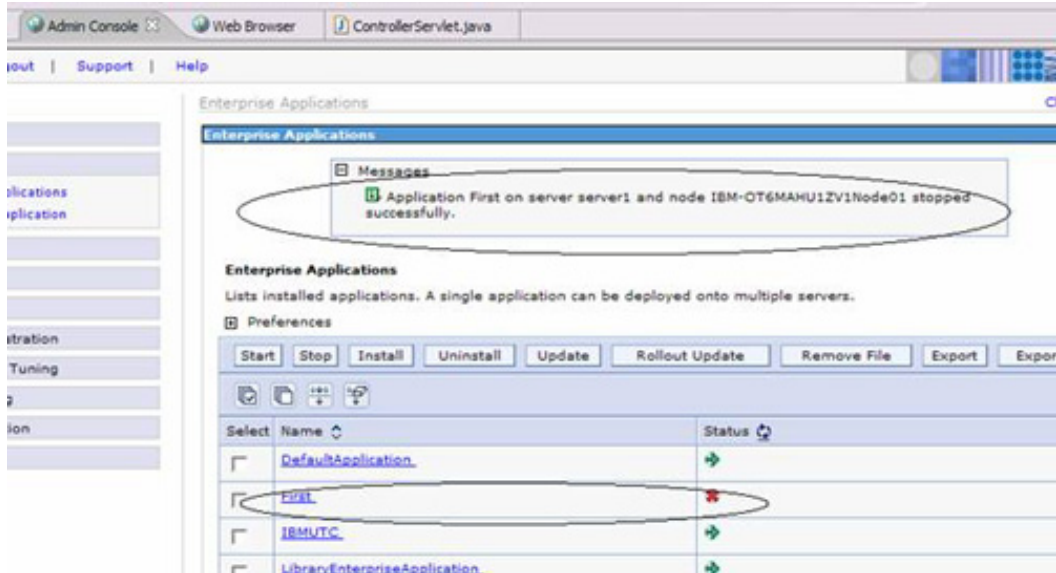 Admin Console
Web Browser
ControllerServlet.java
Support | Help
Enterprise Applications
Enterprise Applications
Messages
Application First on server server1 and node IBM-OT6MAHU1ZV1Node01 stopped
successfully.
Enterprise Applications
Lists installed applications. A single application can be deployed onto multiple servers.
Preferences
Start Stop Install Uninstall Update Rollout Update Remove File Export
Tuning
Select Name Status
DefaultApplication
First
IBMUTC
LibraryEnterpriseApplication